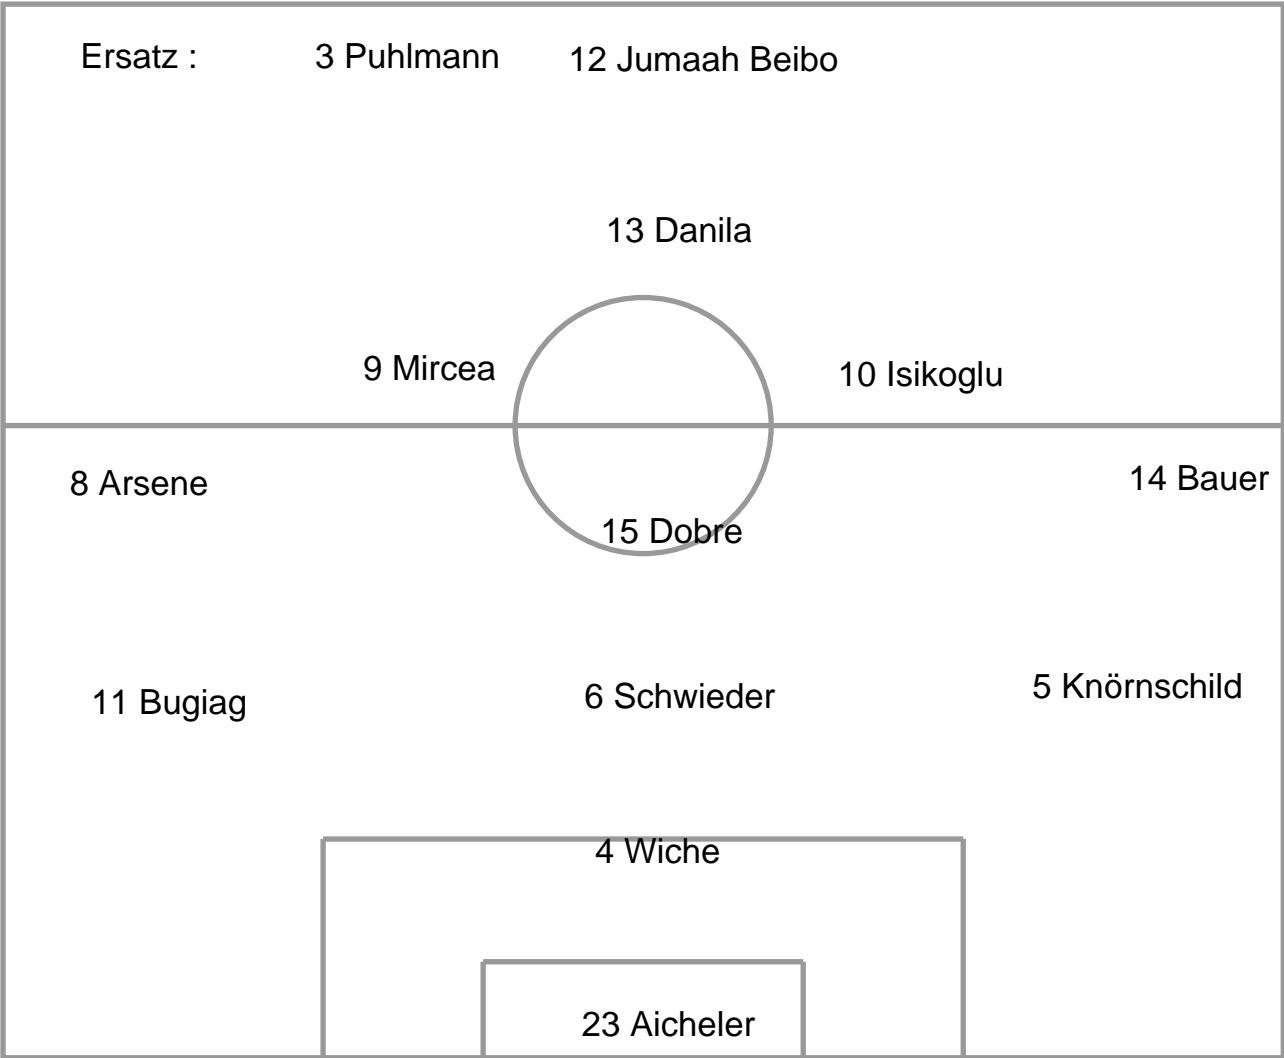 Ersatz : 3 Puhlmann 12 Jumaah Beibo
13 Danila
9 Mircea 10 Isikoglu
8 Arsene 14 Bauer
15 Dobre
11 Bugiag 6 Schwieder 5 Knörnschild
4 Wiche
23 Aicheler